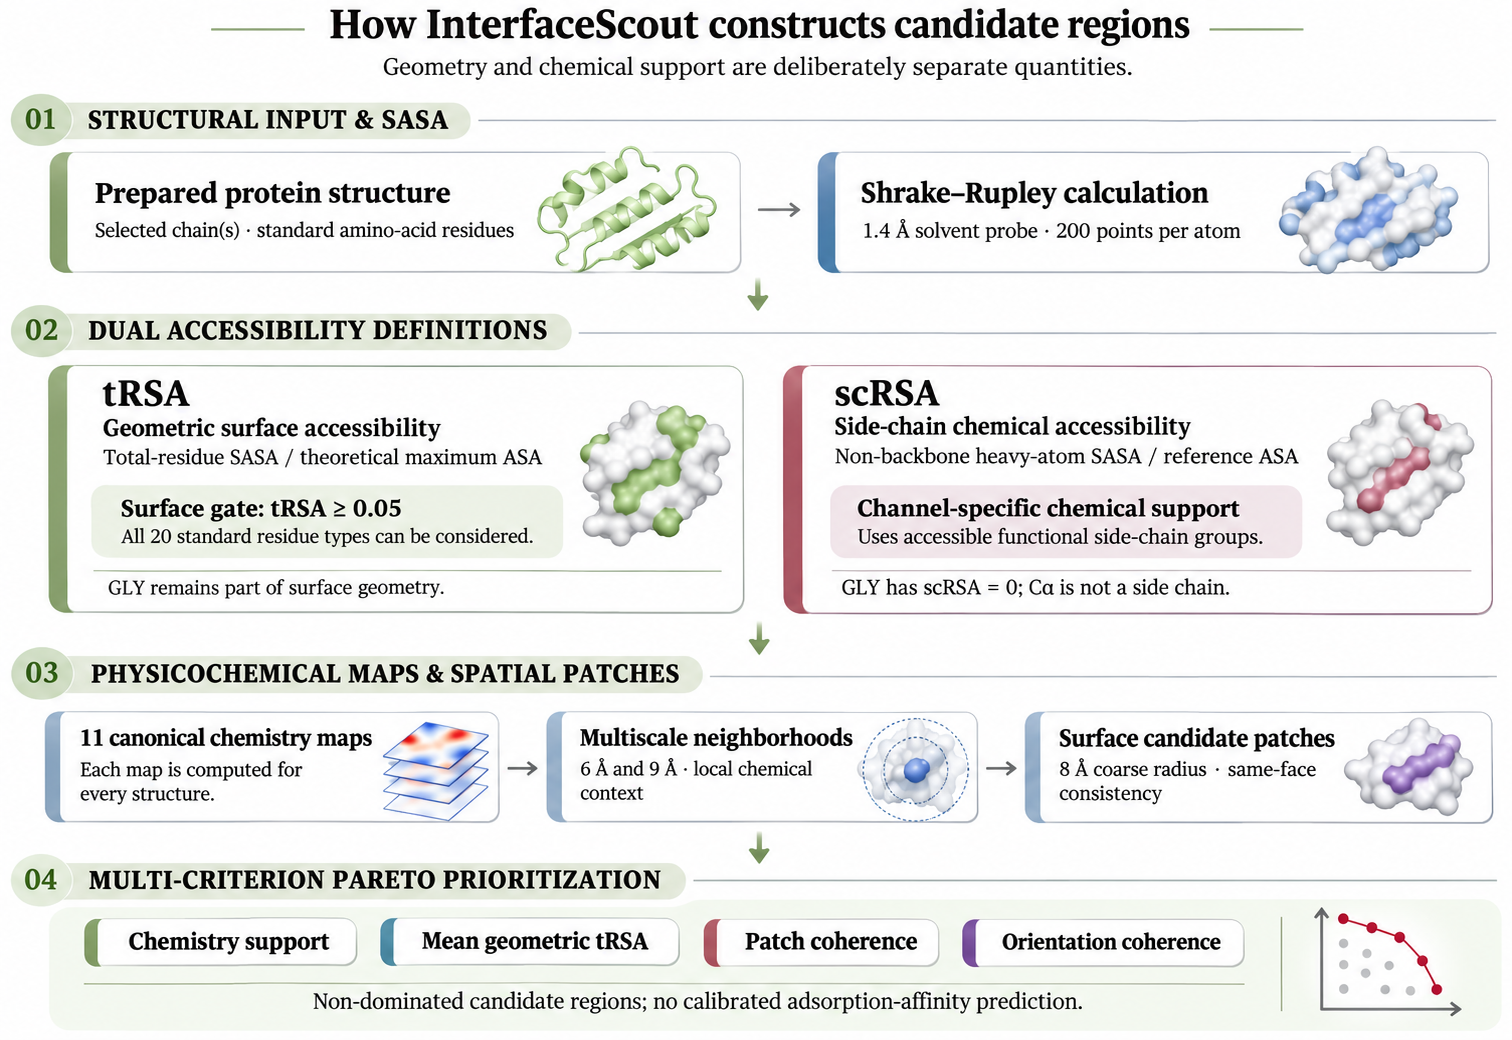 How InterfaceScout constructs candidate regions
Geometry and chemical support are deliberately separate quantities.
01 STRUCTURAL INPUT & SASA
Prepared protein structure
Selected chain(s) · standard amino-acid residues
Shrake–Rupley calculation
1.4 Å solvent probe · 200 points per atom
02 DUAL ACCESSIBILITY DEFINITIONS
tRSA
Geometric surface accessibility
Total-residue SASA / theoretical maximum ASA
Surface gate: tRSA ≥ 0.05
All 20 standard residue types can be considered.
GLY remains part of surface geometry.
scRSA
Side-chain chemical accessibility
Non-backbone heavy-atom SASA / reference ASA
Channel-specific chemical support
Uses accessible functional side-chain groups.
GLY has scRSA = 0; Cα is not a side chain.
03 PHYSICOCHEMICAL MAPS & SPATIAL PATCHES
11 canonical chemistry maps
Each map is computed for
every structure.
Multiscale neighborhoods
6 Å and 9 Å · local chemical
context
Surface candidate patches
8 Å coarse radius · same-face
consistency
04 MULTI-CRITERION PARETO PRIORITIZATION
Chemistry support
Mean geometric tRSA
Patch coherence
Orientation coherence
Non-dominated candidate regions; no calibrated adsorption-affinity prediction.